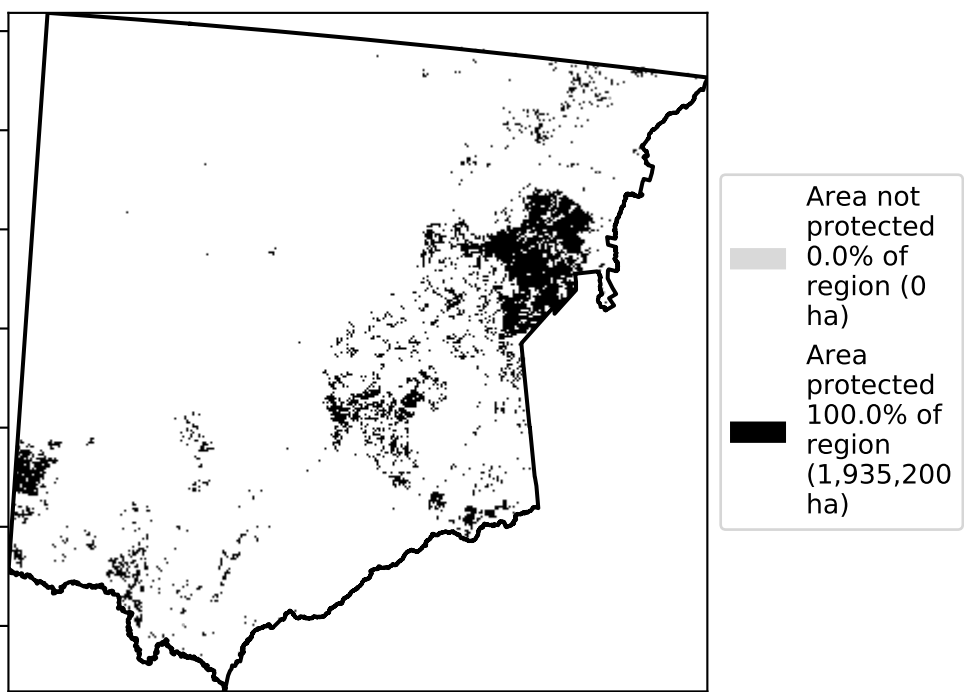 Area not
protected
0.0% of
region (0
ha)
Area
protected
100.0% of
region
(1,935,200
ha)